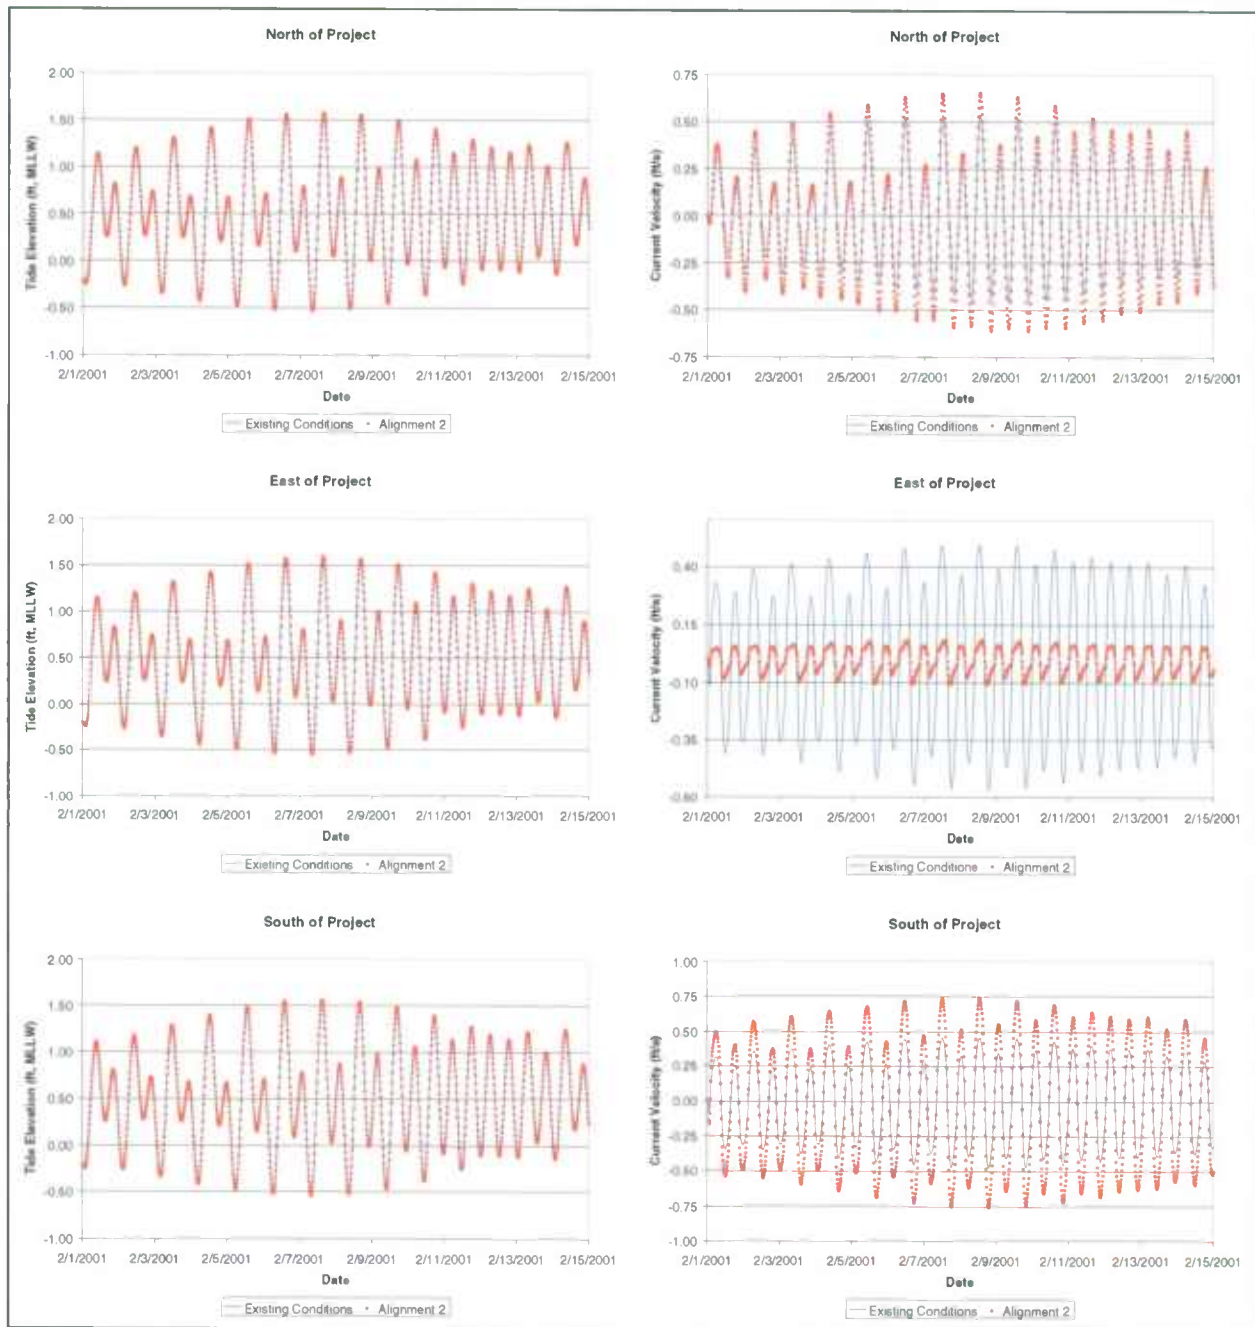 North of Project
Tide Elevation (ft, MLLW)
2.00
1.50
1.00
0.50
0.00
-0.50
-1.00
2/1/2001 2/3/2001 2/5/2001 2/7/2001 2/9/2001 2/11/2001 2/13/2001 2/15/2001
Date
Existing Conditions Alignment 2
North of Project
Current Velocity (ft/s)
0.75
0.50
0.25
0.00
-0.25
-0.50
-0.75
2/1/2001 2/3/2001 2/5/2001 2/7/2001 2/9/2001 2/11/2001 2/13/2001 2/15/2001
Date
Existing Conditions Alignment 2
East of Project
Tide Elevation (ft, MLLW)
2.00
1.50
1.00
0.50
0.00
-0.50
-1.00
2/1/2001 2/3/2001 2/5/2001 2/7/2001 2/9/2001 2/11/2001 2/13/2001 2/15/2001
Date
Existing Conditions Alignment 2
East of Project
Current Velocity (ft/s)
0.40
0.15
-0.10
-0.35
-0.60
2/1/2001 2/3/2001 2/5/2001 2/7/2001 2/9/2001 2/11/2001 2/13/2001 2/15/2001
Date
Existing Conditions Alignment 2
South of Project
Tide Elevation (ft, MLLW)
2.00
1.50
1.00
0.50
0.00
-0.50
-1.00
2/1/2001 2/3/2001 2/5/2001 2/7/2001 2/9/2001 2/11/2001 2/13/2001 2/15/2001
Date
Existing Conditions Alignment 2
South of Project
Current Velocity (ft/s)
1.00
0.75
0.50
0.25
0.00
-0.25
-0.50
-0.75
-1.00
2/1/2001 2/3/2001 2/5/2001 2/7/2001 2/9/2001 2/11/2001 2/13/2001 2/15/2001
Date
Existing Conditions Alignment 2